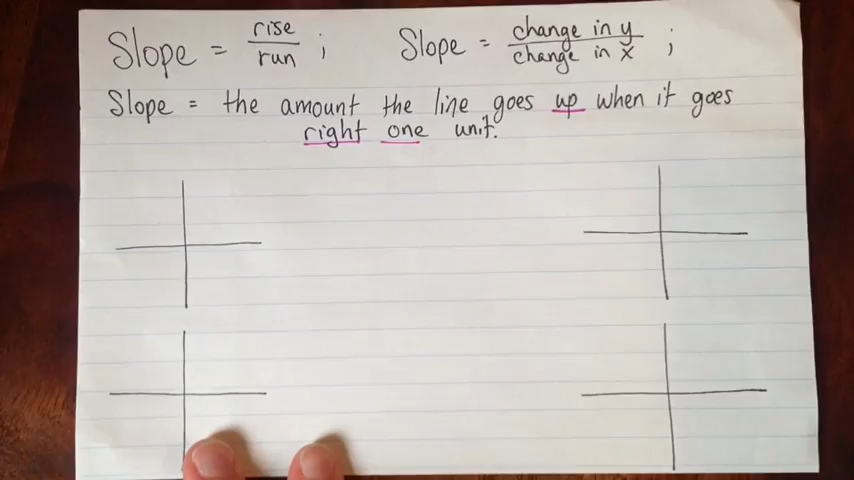 Slope = rise/run ; Slope = change in y/change in x ;
Slope = the amount the line goes up when it goes
right one unit.